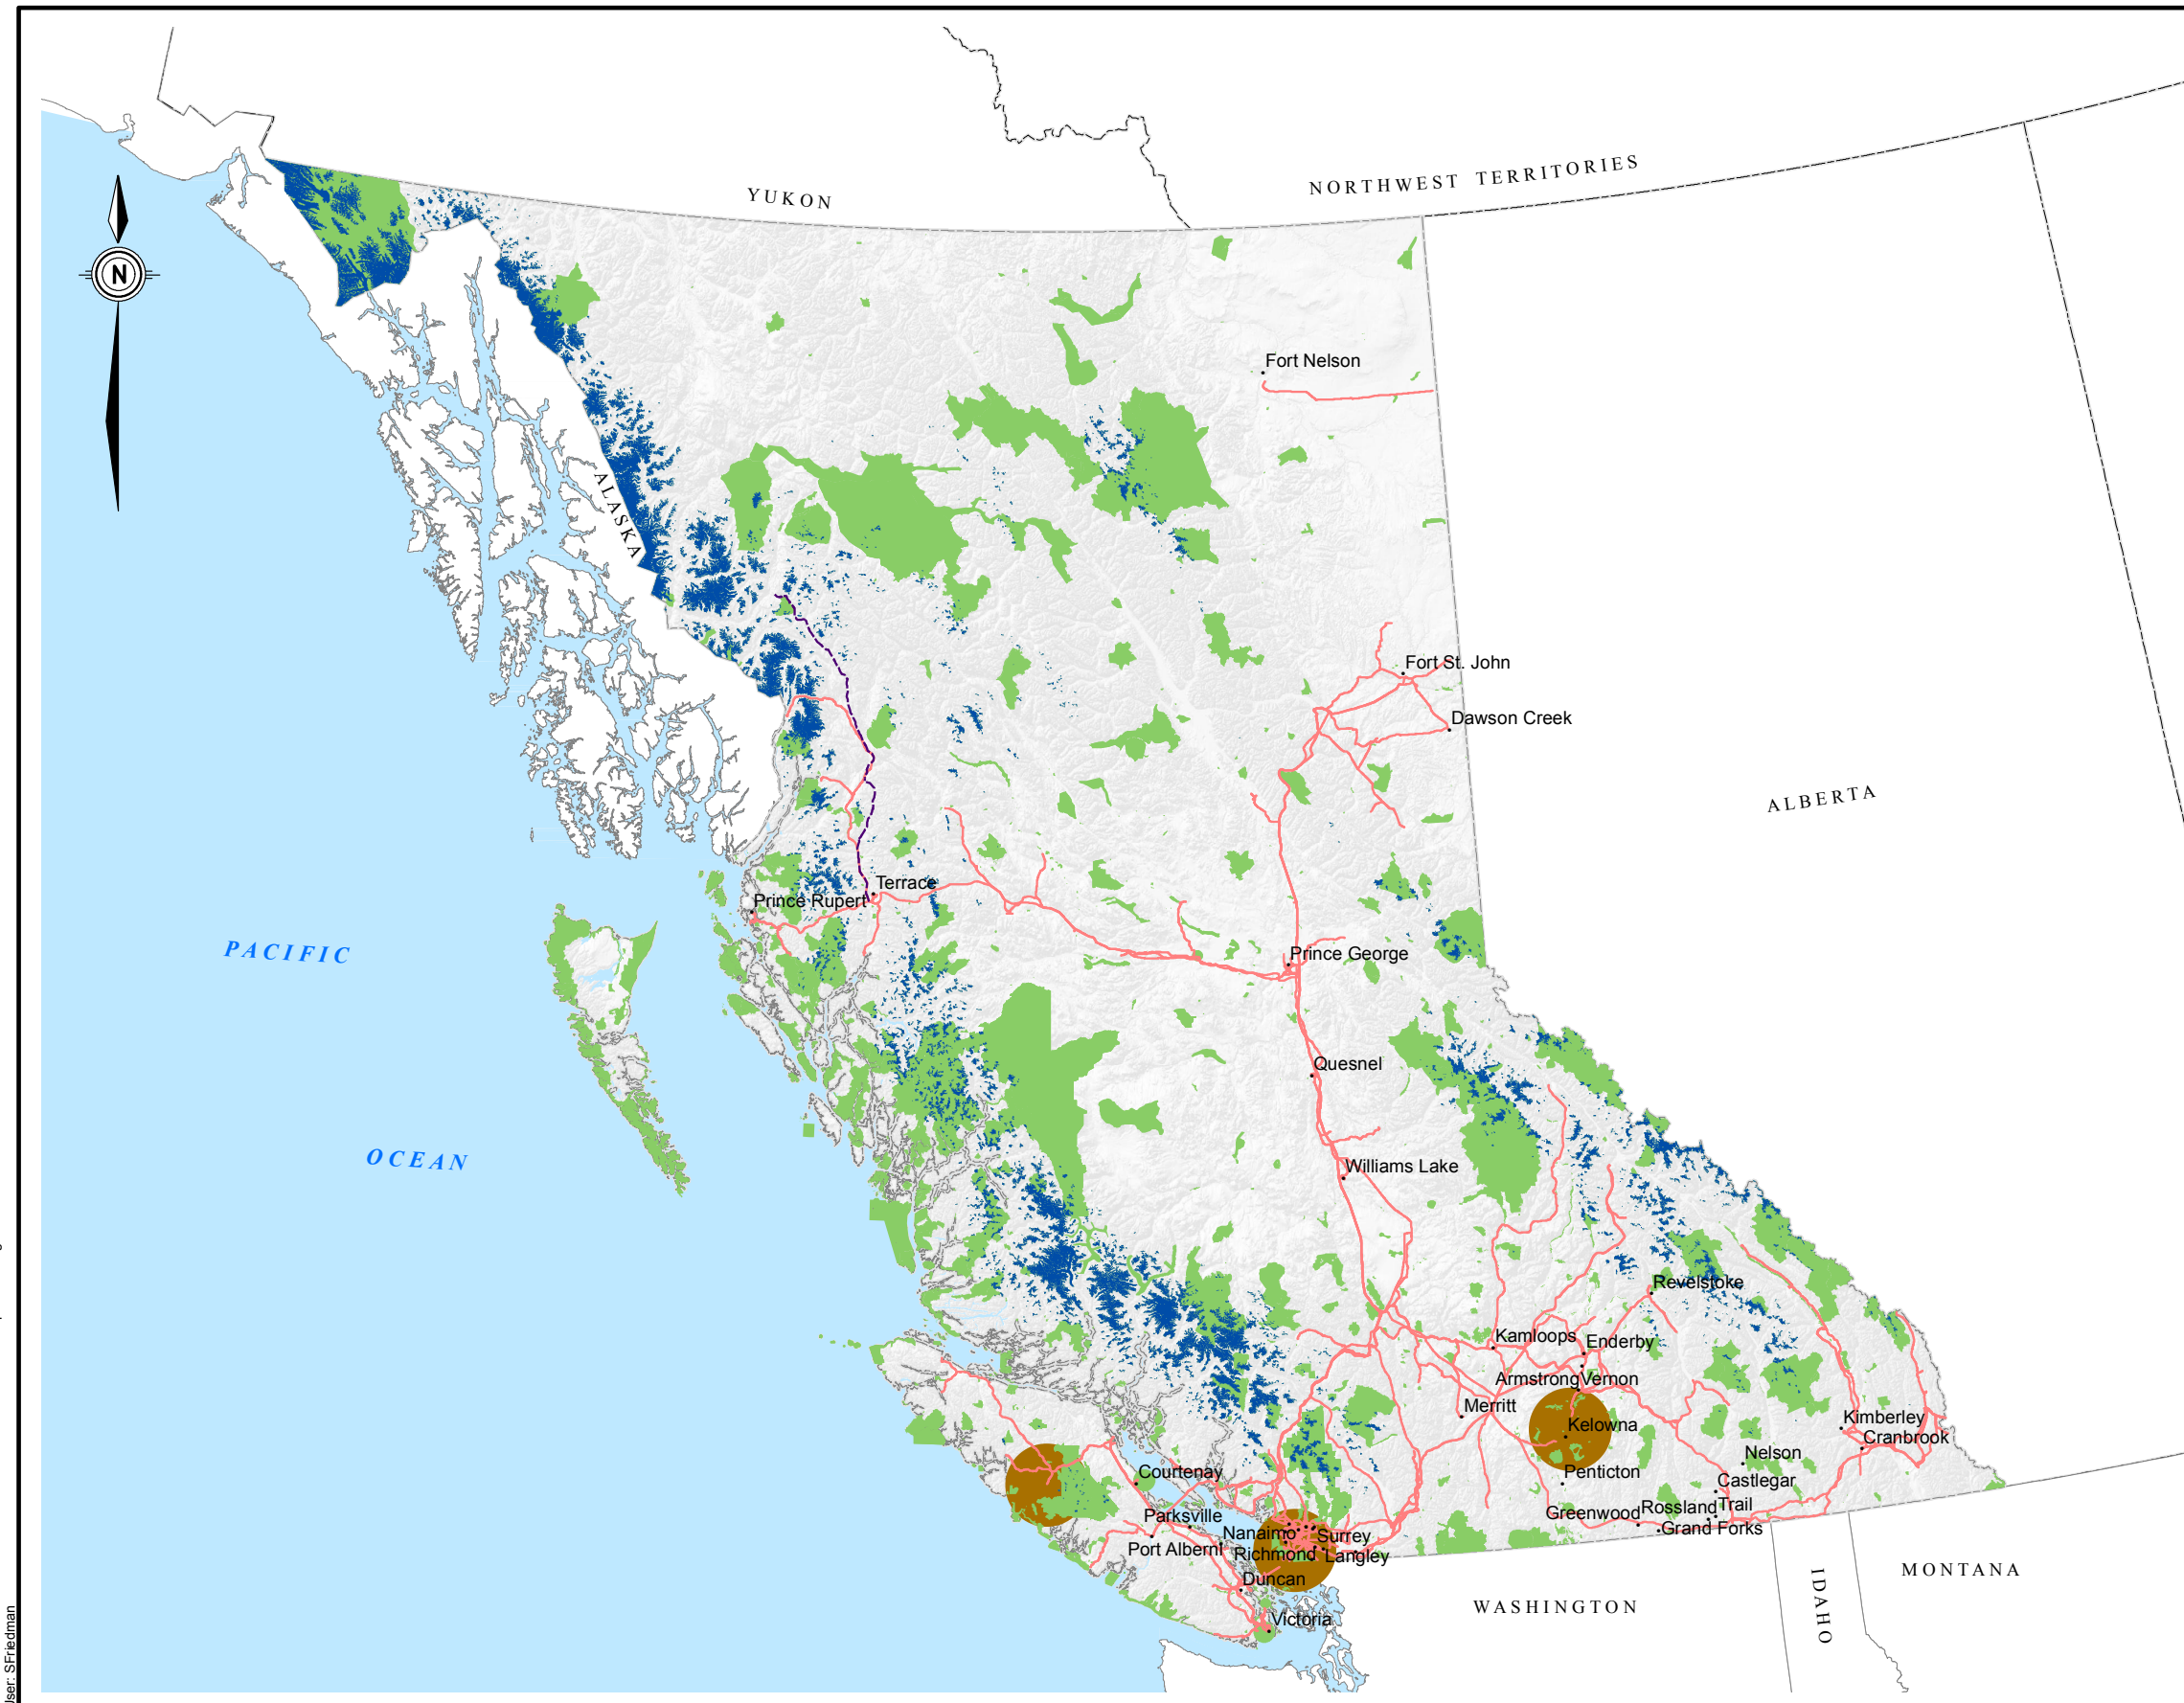 YUKON
NORTHWEST TERRITORIES
N
Fort Nelson
ALASKA
Fort St. John
Dawson Creek
ALBERTA
Terrace
Prince Rupert
PACIFIC
Prince George
Quesnel
OCEAN
Williams Lake
Revelstoke
Kamloops
Enderby
Armstrong
Vernon
Merritt
Kelowna
Kimberley
Cranbrook
Nelson
Courtenay
Penticton
Castlegar
Rossland
Trail
Greenwood
Parksville
Grand Forks
Nanaimo
Surrey
Port Alberni
Richmond
Langley
MONTANA
IDAHO
Duncan
WASHINGTON
Victoria
User: SFriedman